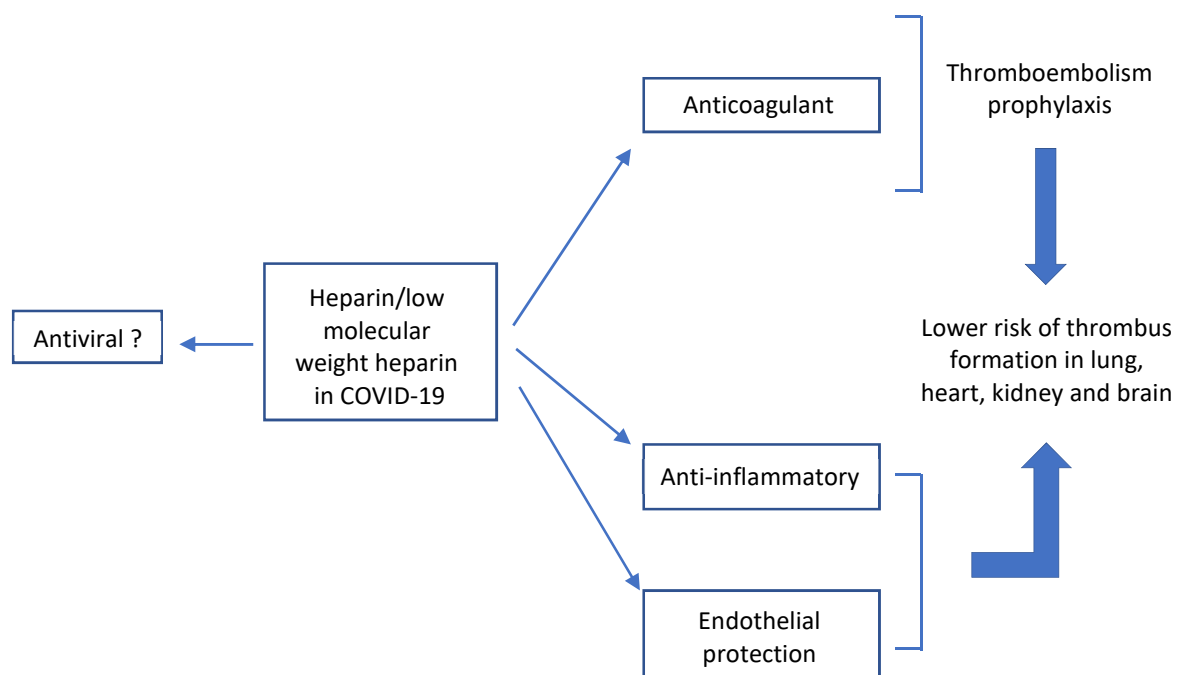 Anticoagulant
Thromboembolism
prophylaxis
Heparin/low
molecular
weight heparin
in COVID-19
Antiviral ?
Lower risk of thrombus
formation in lung,
heart, kidney and brain
Anti-inflammatory
Endothelial
protection